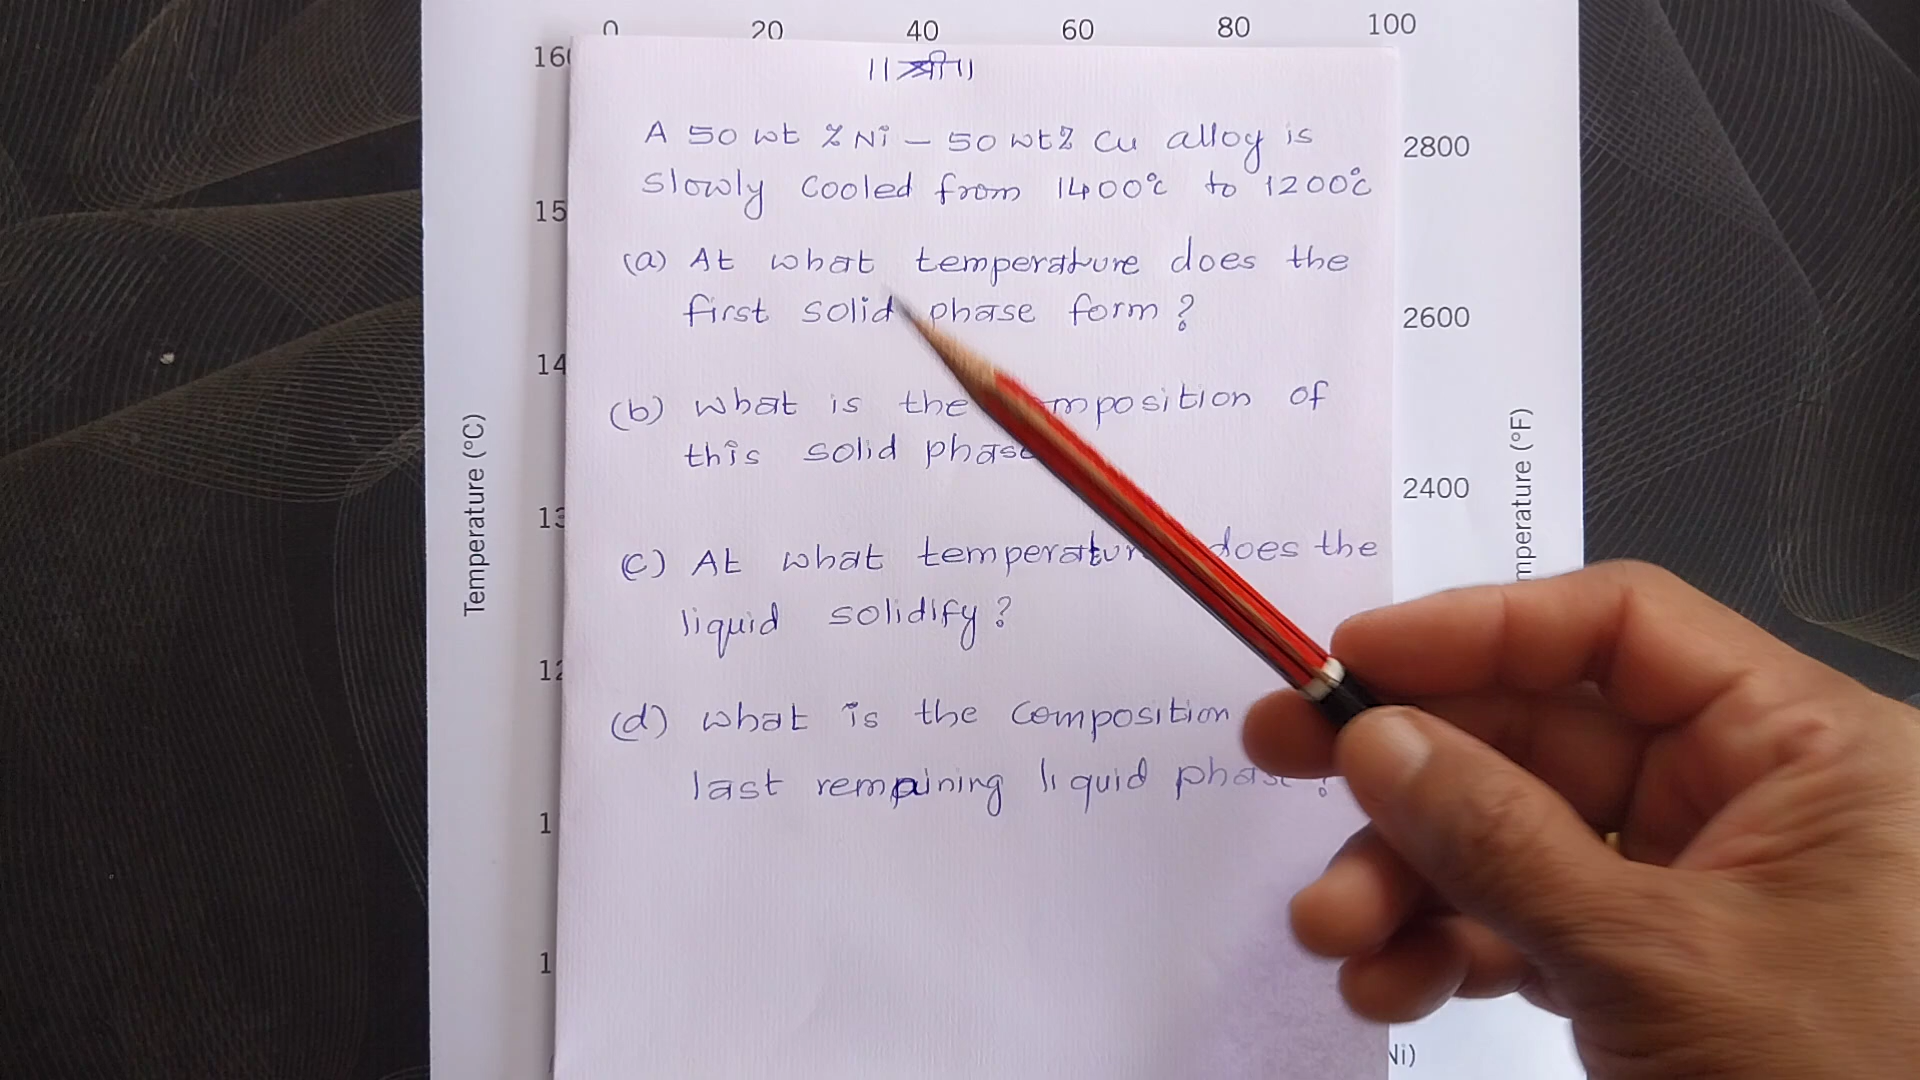 0 20 40 60 80 100
॥ श्री ॥
A 50 wt % Ni - 50 wt % Cu alloy is
slowly cooled from 1400°c to 1200°c
(a) At what temperature does the
first solid phase form ?
(b) what is the
of
this solid
(c) At what does the
liquid solidify ?
(d) what is the composition
last remaining liquid
Temperature (°C)
2800
2600
2400
(°F)